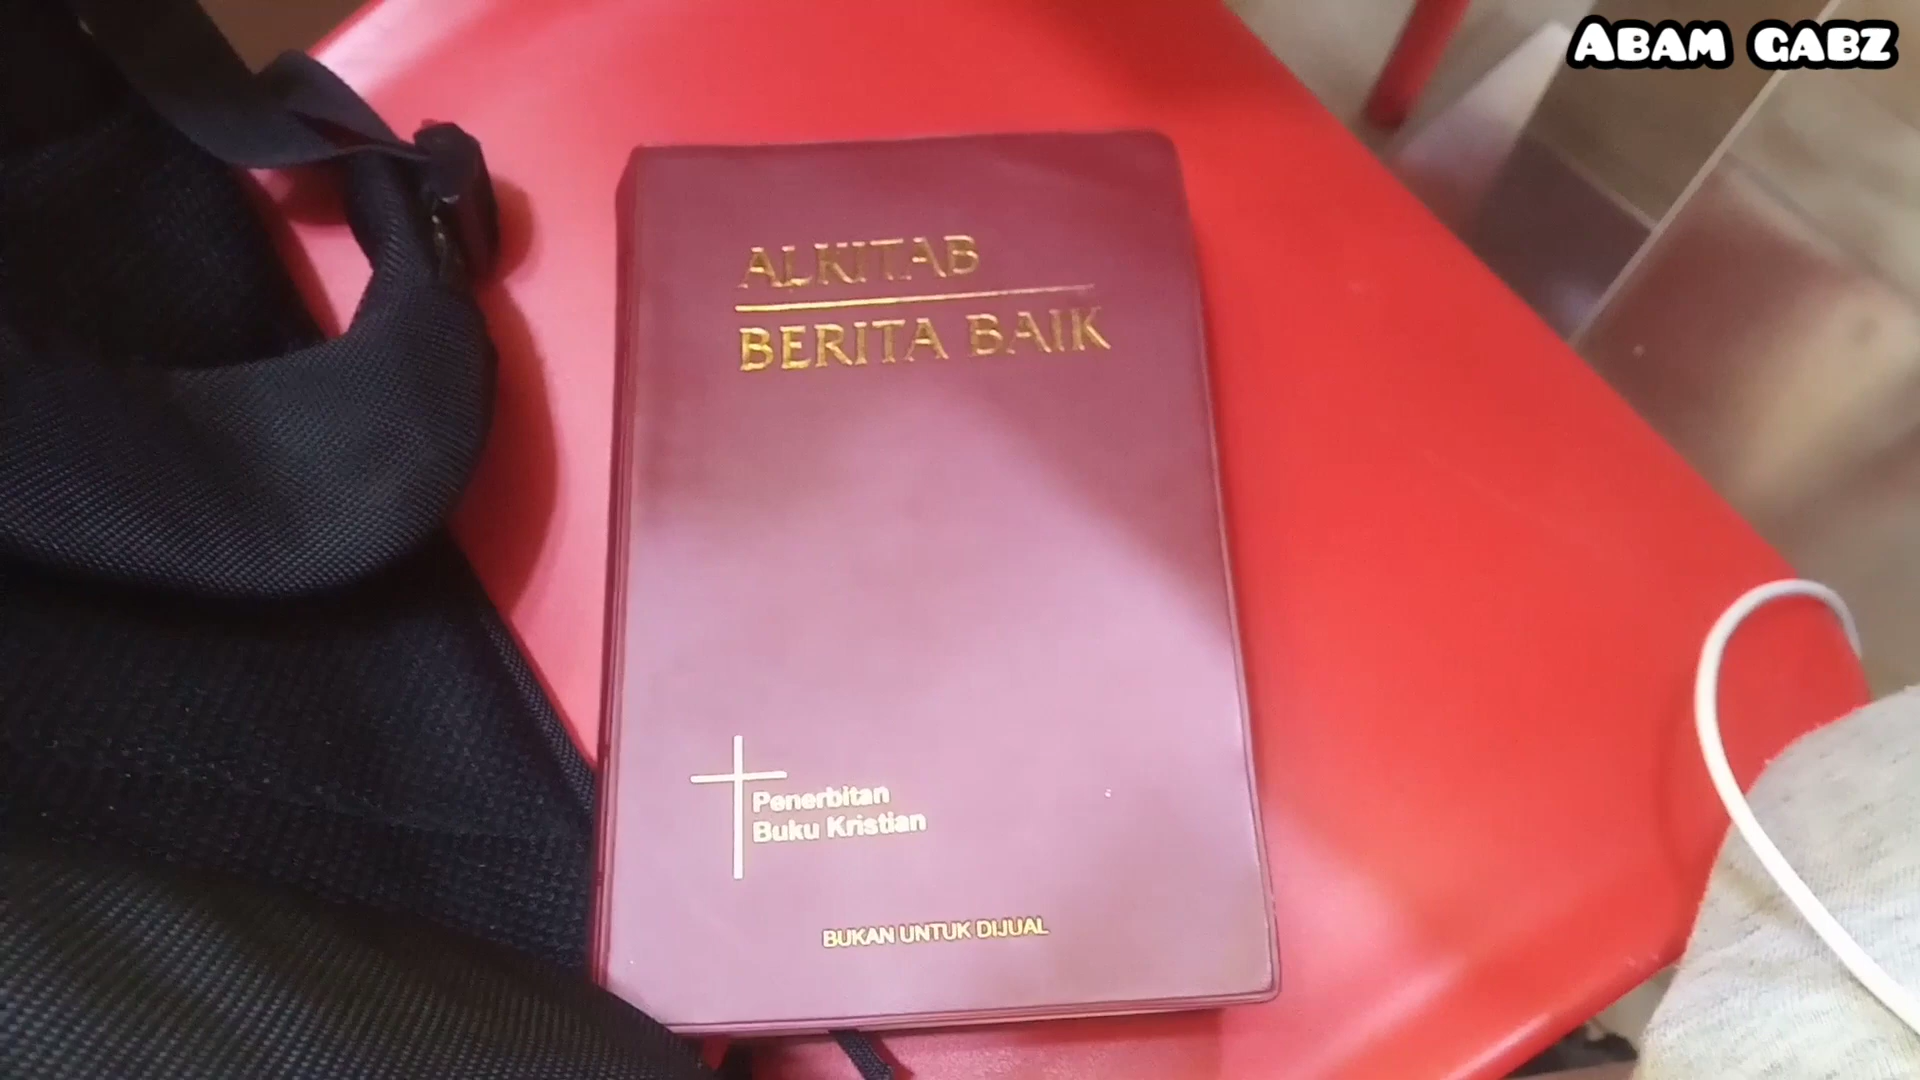 ABAM GABZ
ALKITAB
BERITA BAIK
Penerbitan
Buku Kristian
BUKAN UNTUK DIJUAL